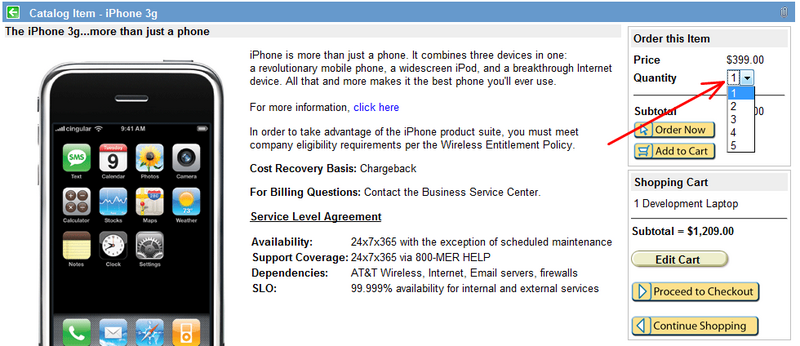 Catalog Item - iPhone 3g
The iPhone 3g...more than just a phone
iPhone is more than just a phone. It combines three devices in one:
a revolutionary mobile phone, a widescreen iPod, and a breakthrough Internet
device. All that and more makes it the best phone you'll ever use.
For more information, click here
In order to take advantage of the iPhone product suite, you must meet
company eligibility requirements per the Wireless Entitlement Policy.
Cost Recovery Basis: Chargeback
For Billing Questions: Contact the Business Service Center.
Service Level Agreement
Availability: 24x7x365 with the exception of scheduled maintenance
Support Coverage: 24x7x365 via 800-MER HELP
Dependencies: AT&T Wireless, Internet, Email servers, firewalls
SLO: 99.999% availability for internal and external services
cingular 9:41 AM
Tuesday
9
Text Calendar Photos Camera
Calculator Stocks Maps Weather
Notes Clock Settings
Order this Item
Price $399.00
Quantity 1
1
2
3
4
5
Subtotal
Order Now
Add to Cart
Shopping Cart
1 Development Laptop
Subtotal = $1,209.00
Edit Cart
Proceed to Checkout
Continue Shopping